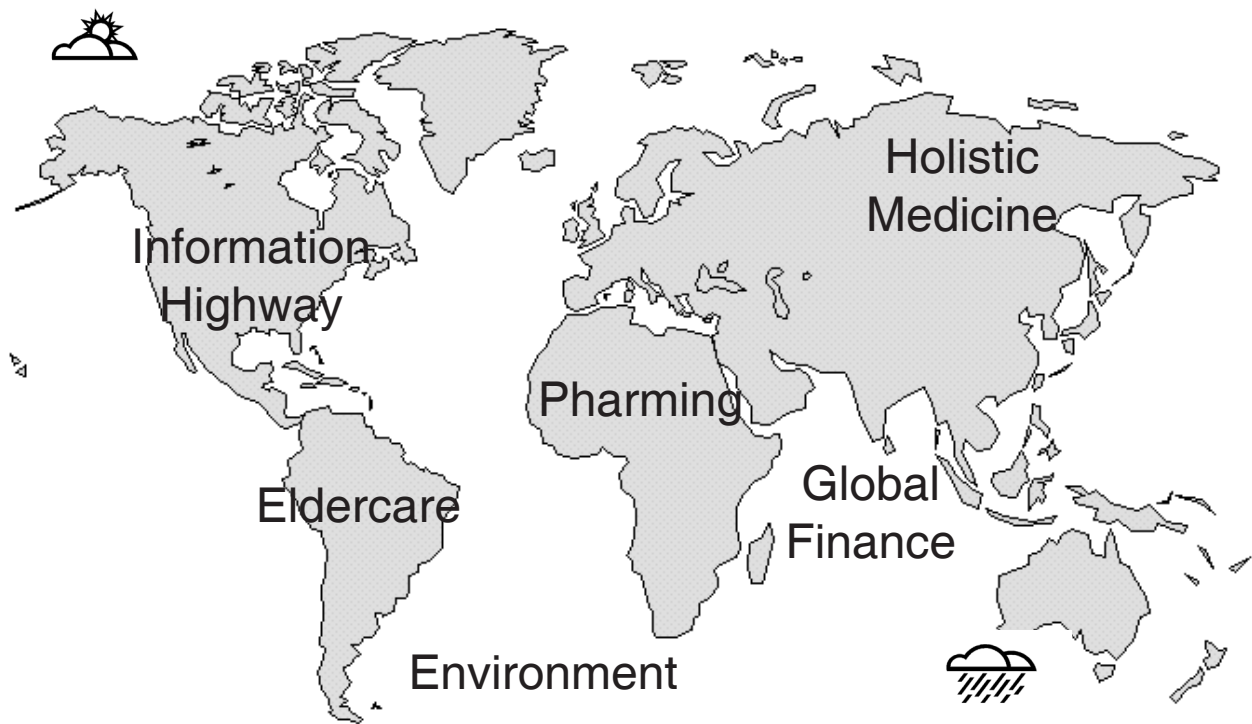 Holistic
Medicine
Information
Highway
Pharming
Global
Finance
Eldercare
Environment